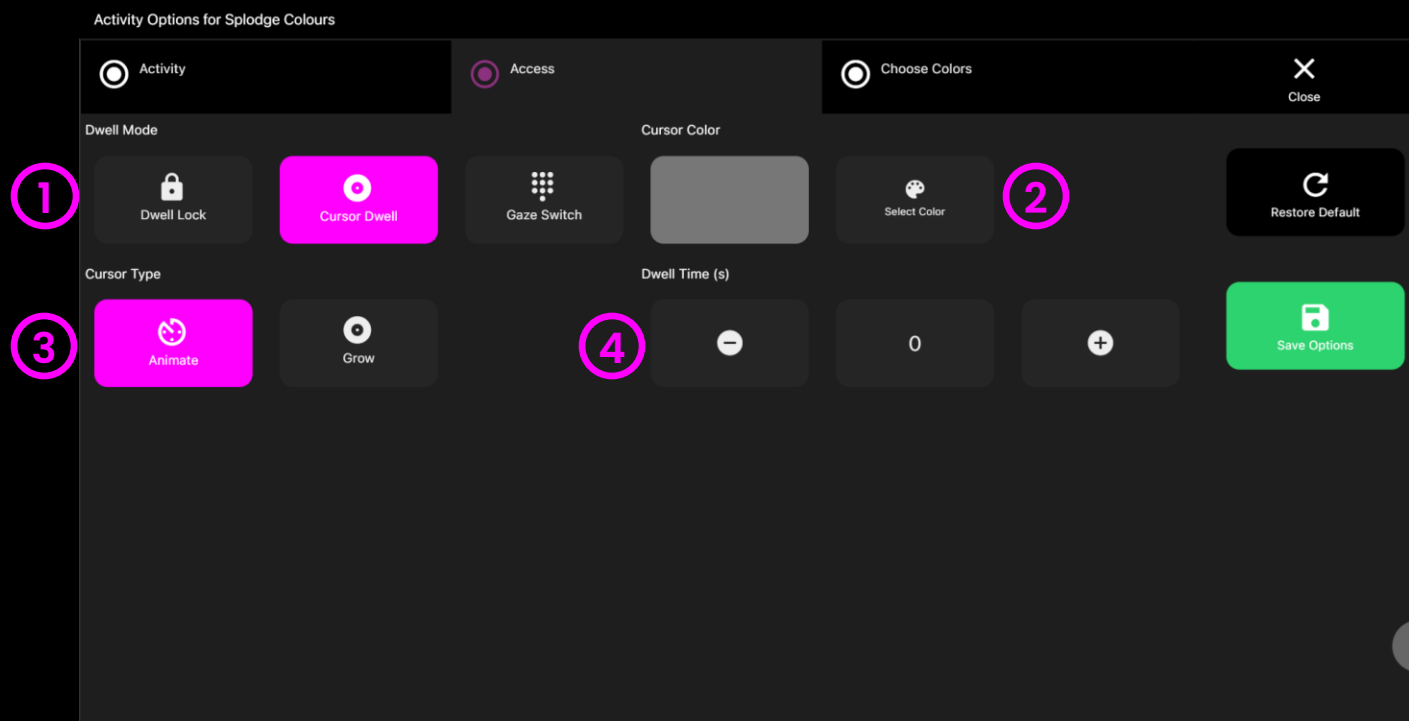 Activity Options for Splodge Colours
Activity
Access
Choose Colors
Close
Dwell Mode
Cursor Color
1
Dwell Lock
Cursor Dwell
Gaze Switch
Select Color
2
Restore Default
Cursor Type
Dwell Time (s)
3
Animate
Grow
4
0
Save Options